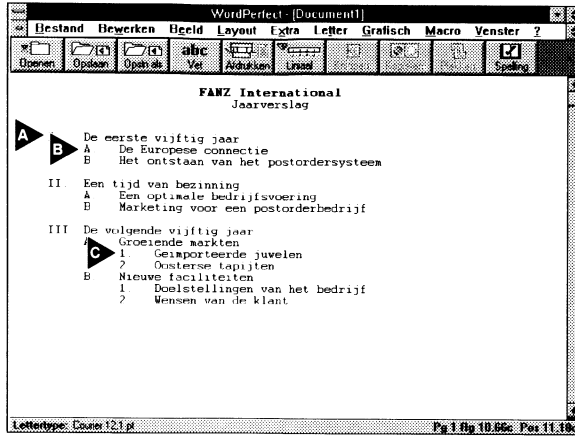 WordPerfect - [Document1]
Bestand Bewerken Beeld Layout Extra Letter Grafisch Macro Venster ?
Openen Opslaan Opsln als abc Vet Afdrukken Liniaal Spelling
FANZ International
Jaarverslag
A De eerste vijftig jaar
B A De Europese connectie
B Het ontstaan van het postordersysteem
II. Een tijd van bezinning
A Een optimale bedrijfsvoering
B Marketing voor een postorderbedrijf
III De volgende vijftig jaar
A Groeiende markten
C 1. Geimporteerde juwelen
2. Oosterse tapijten
B Nieuwe faciliteiten
1. Doelstellingen van het bedrijf
2 Wensen van de klant
Lettertype: Courier 12,1 pt Pg 1 Rg 10.66c Pos 11.18c